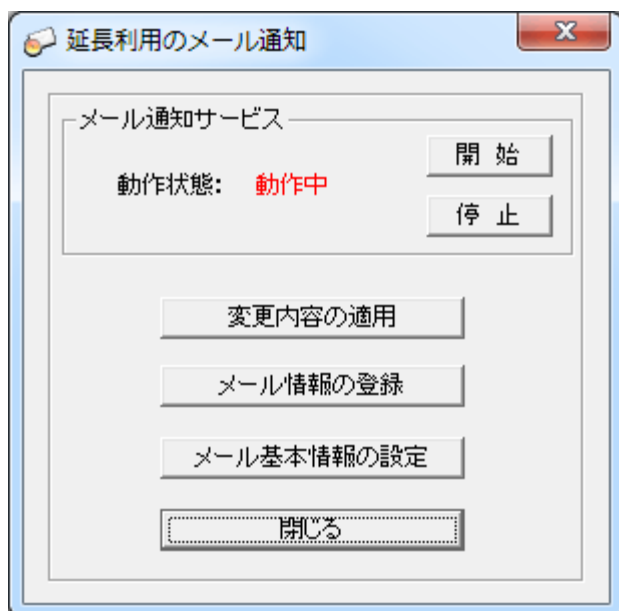 延長利用のメール通知
メール通知サービス
開 始
動作状態: 動作中
停 止
変更内容の適用
メール情報の登録
メール基本情報の設定
閉じる